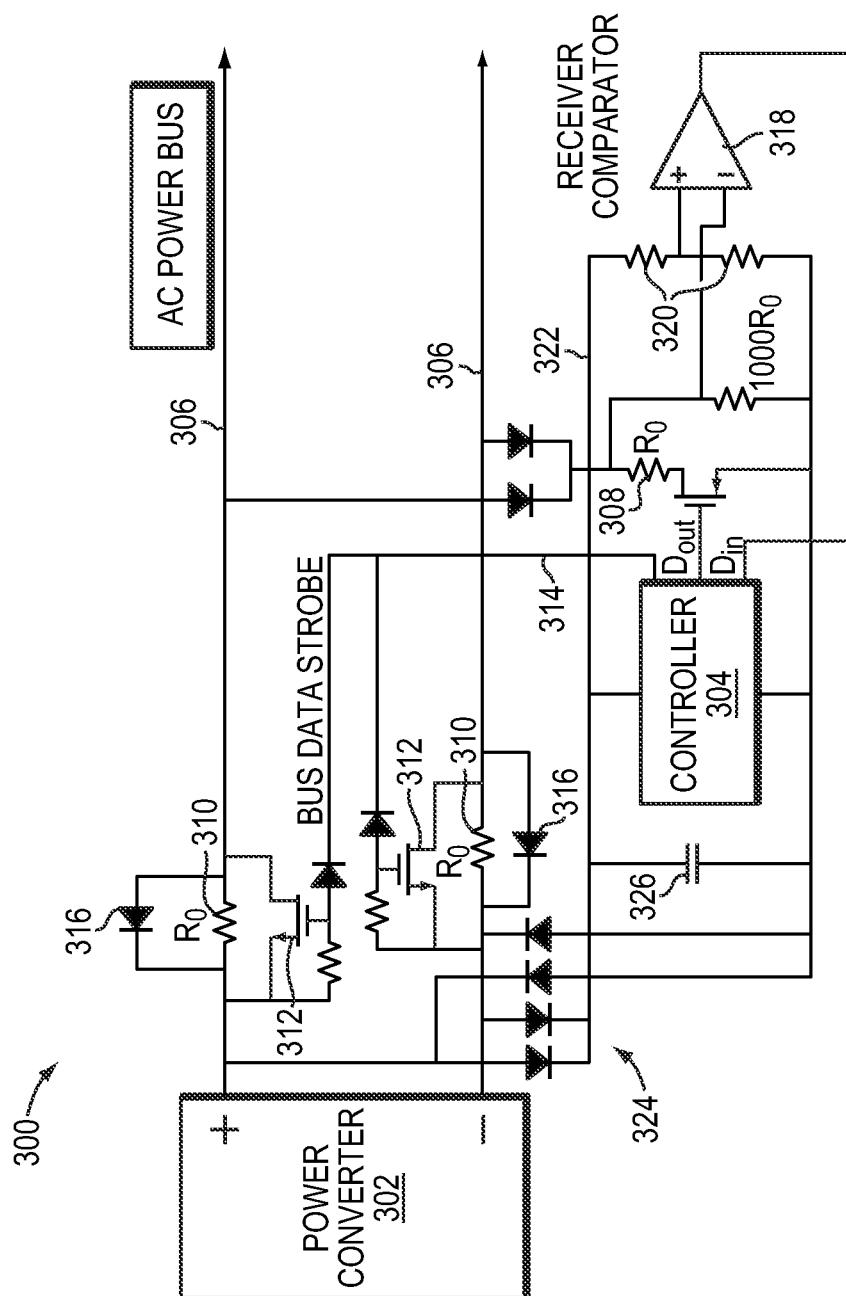 300
316
310
R0
306
AC POWER BUS
+
312
BUS DATA STROBE
312
310
R0
306
POWER
CONVERTER
302
−
316
314
322
RECEIVER
COMPARATOR
324
326
CONTROLLER
304
Dout
Din
308
R0
1000R0
320
+
−
318